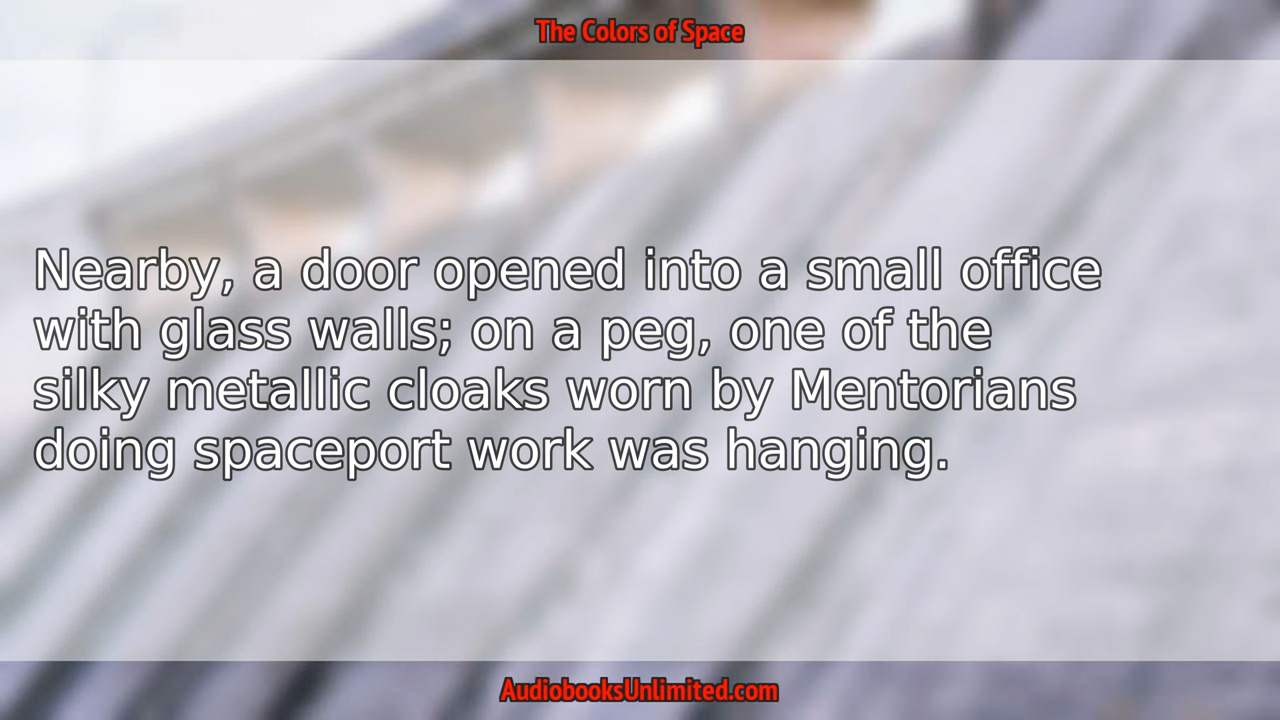 The Colors of Space
Nearby, a door opened into a small office
with glass walls; on a peg, one of the
silky metallic cloaks worn by Mentorians
doing spaceport work was hanging.
AudiobooksUnlimited.com